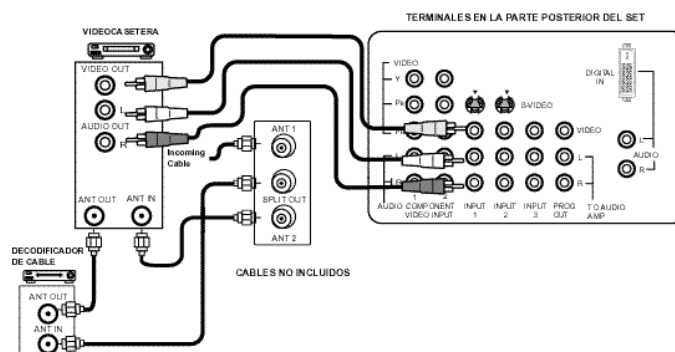 TERMINALES EN LA PARTE POSTERIOR DEL SET
VIDEOCASETERA
VIDEO OUT
L
AUDIO OUT
R
Incoming
Cable
ANT OUT
ANT IN
ANT 1
SPLIT OUT
ANT 2
CABLES NO INCLUIDOS
DECODIFICADOR
DE CABLE
ANT OUT
ANT IN
VIDEO
Y
PB
S-VIDEO
VIDEO
L
R
DIGITAL
IN
L
AUDIO
R
1
2
AUDIO
COMPONENT
VIDEO INPUT
INPUT
1
INPUT
2
INPUT
3
PROG
OUT
TO AUDIO
AMP